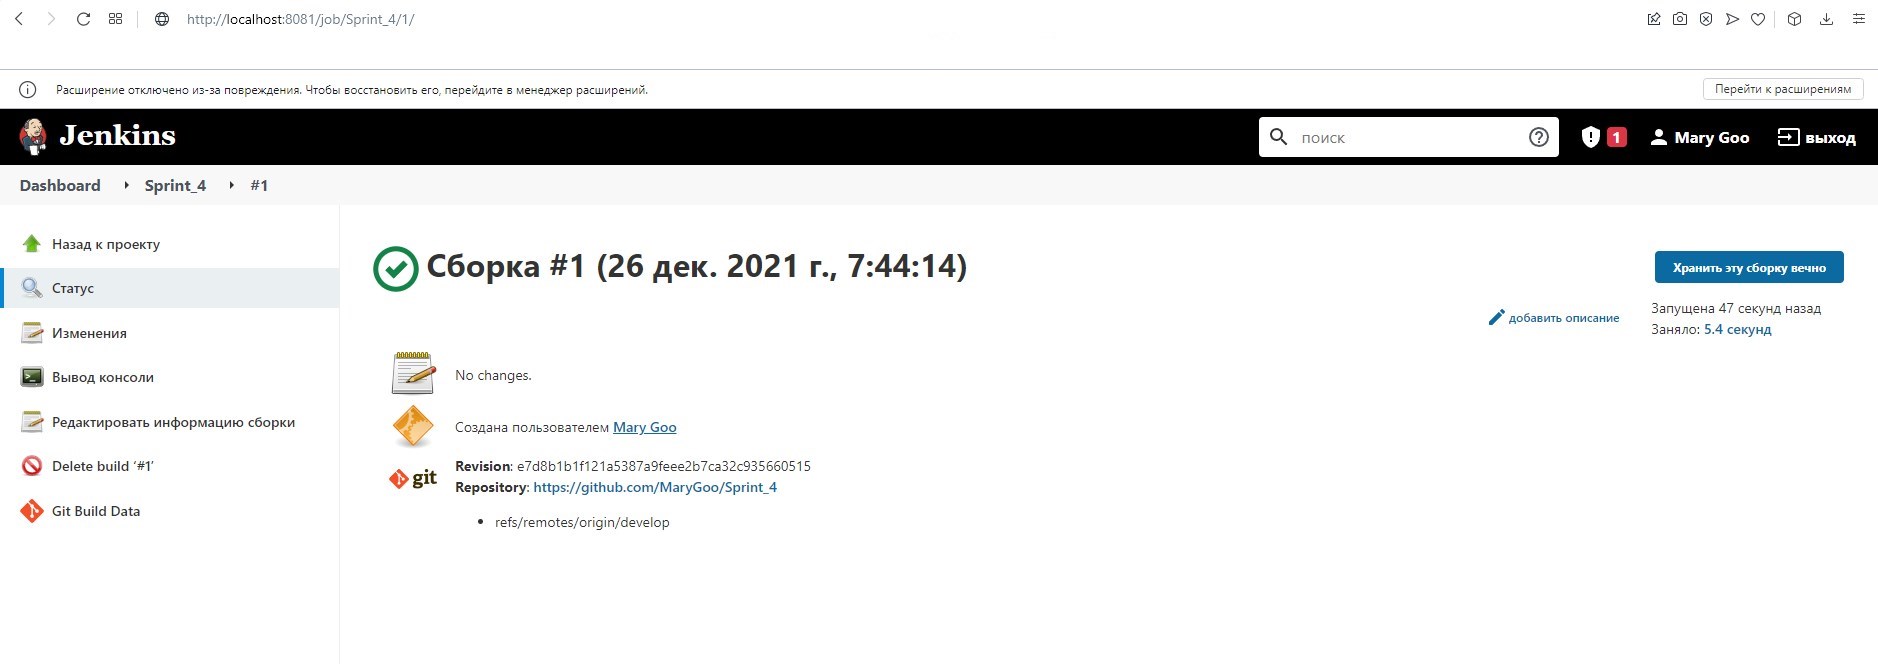 http://localhost:8081/job/Sprint_4/1/
Расширение отключено из-за повреждения. Чтобы восстановить его, перейдите в менеджер расширений.
Перейти к расширениям
Jenkins
поиск
1
Mary Goo
выход
Dashboard
Sprint_4
#1
Назад к проекту
Статус
Изменения
Вывод консоли
Редактировать информацию сборки
Delete build ‘#1’
Git Build Data
Сборка #1 (26 дек. 2021 г., 7:44:14)
Хранить эту сборку вечно
добавить описание
Запущена 47 секунд назад
Заняло: 5.4 секунд
No changes.
Создана пользователем Mary Goo
git
Revision: e7d8b1b1f121a5387a9feee2b7ca32c935660515
Repository: https://github.com/MaryGoo/Sprint_4
• refs/remotes/origin/develop